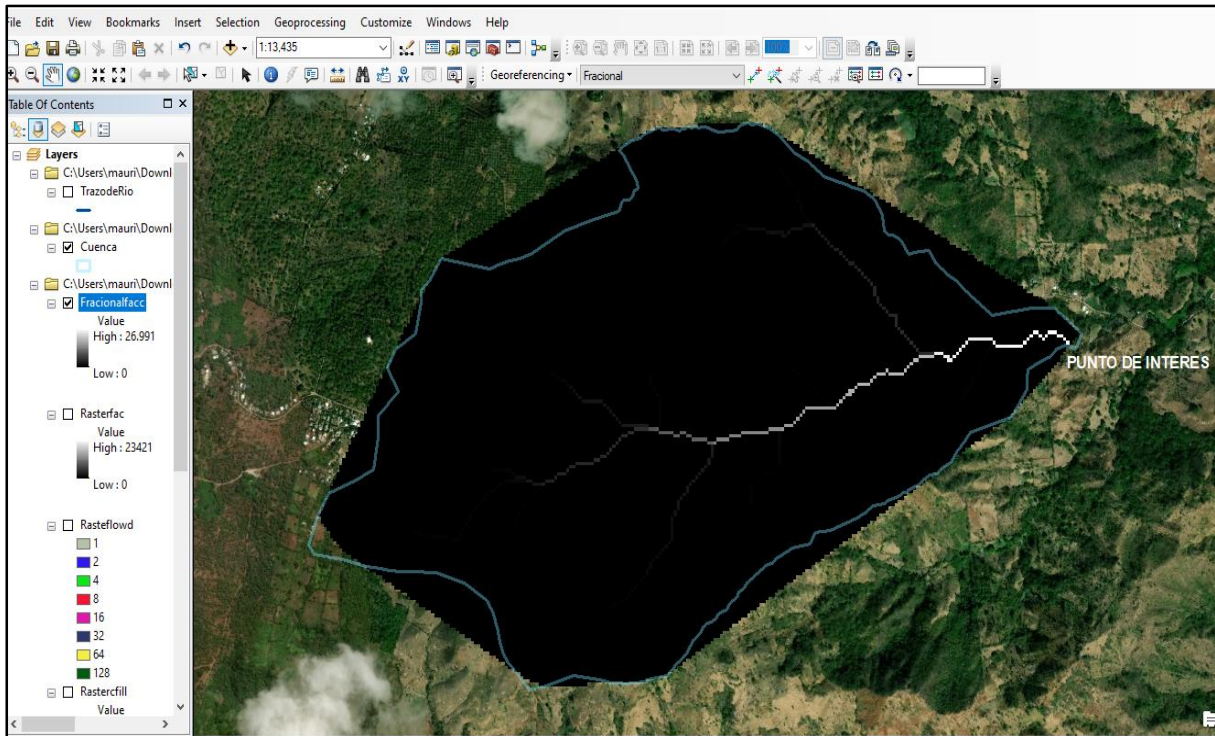 File Edit View Bookmarks Insert Selection Geoprocessing Customize Windows Help
1:13,435 100%
Georeferencing Fracional
Table Of Contents
Layers
C:\Users\mauri\Downl
TrazodeRio
C:\Users\mauri\Downl
Cuenca
C:\Users\mauri\Downl
Fracionalfacc
Value
High : 26.991
Low : 0
Rasterfac
Value
High : 23421
Low : 0
Rasteflowd
1
2
4
8
16
32
64
128
Rastercfill
Value
PUNTO DE INTERES